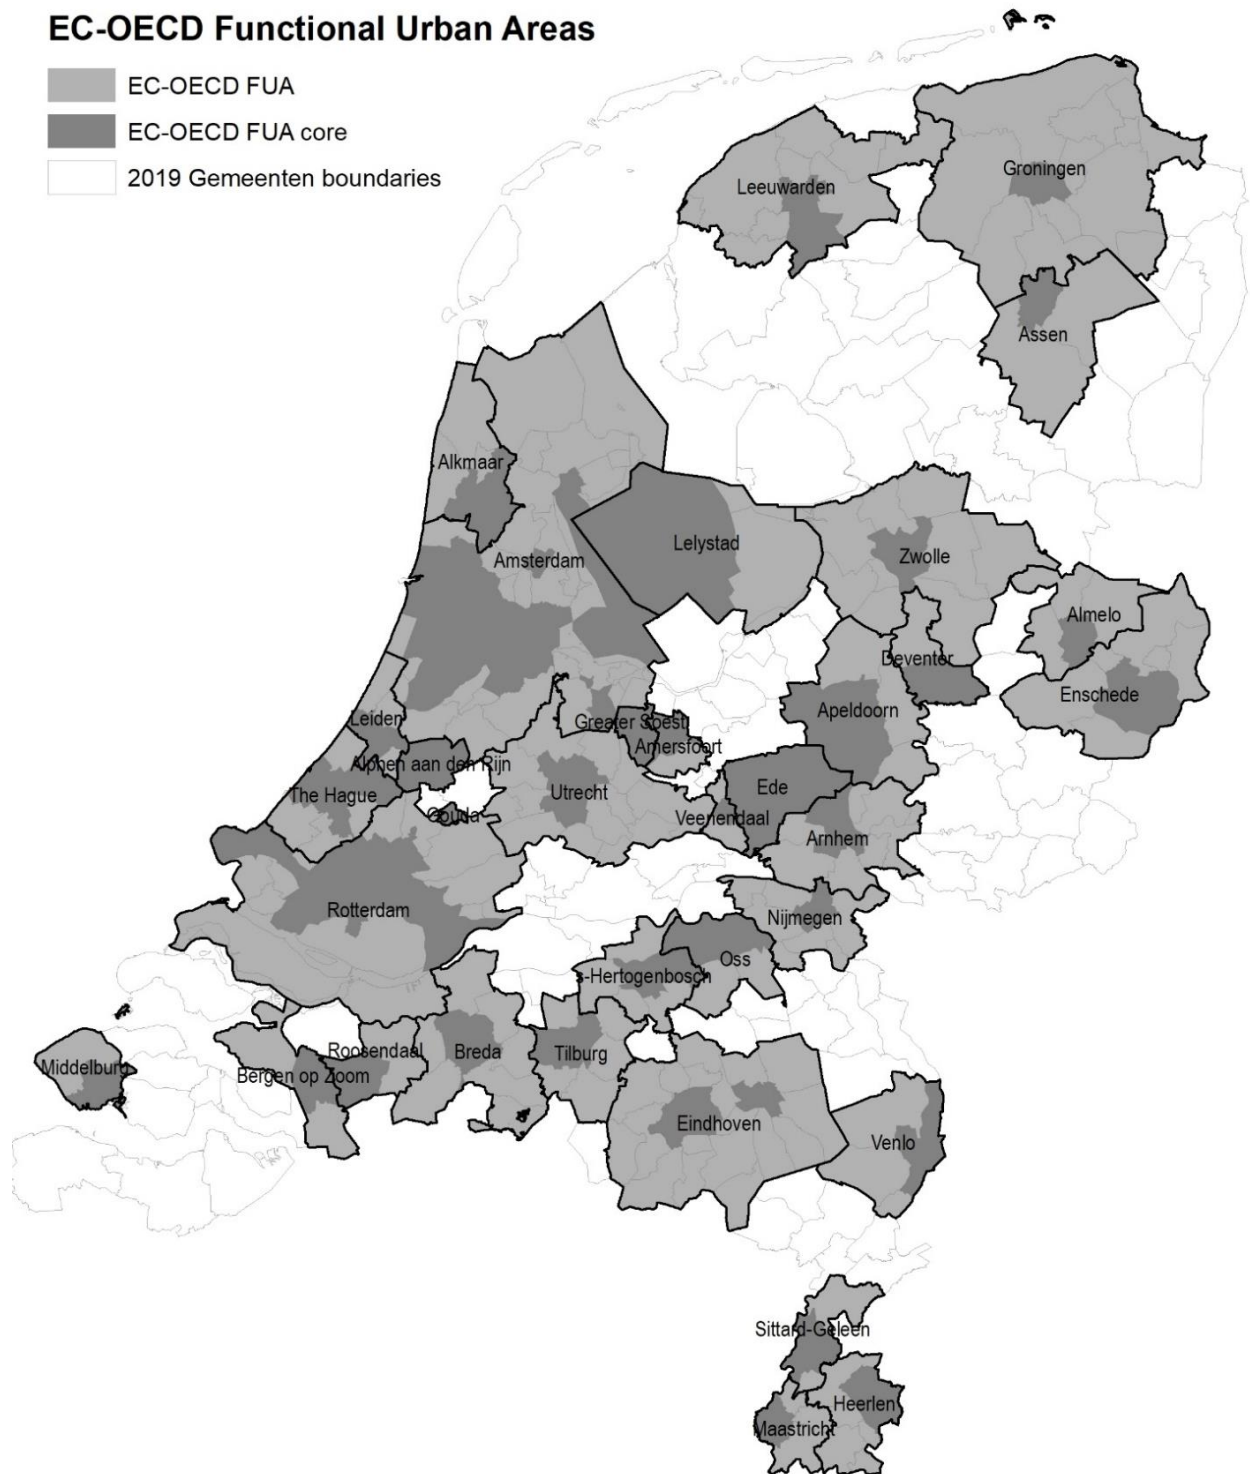 EC-OECD Functional Urban Areas
EC-OECD FUA
EC-OECD FUA core
2019 Gemeenten boundaries
Groningen
Leeuwarden
Assen
Alkmaar
Lelystad
Zwolle
Amsterdam
Almelo
Deventer
Enschede
Apeldoorn
Leiden
Greater Soest
Amersfoort
Alphen aan den Rijn
Ede
The Hague
Utrecht
Gouda
Veenendaal
Arnhem
Rotterdam
Nijmegen
Oss
's-Hertogenbosch
Roosendaal
Breda
Tilburg
Middelburg
Bergen op Zoom
Eindhoven
Venlo
Sittard-Geleen
Heerlen
Maastricht